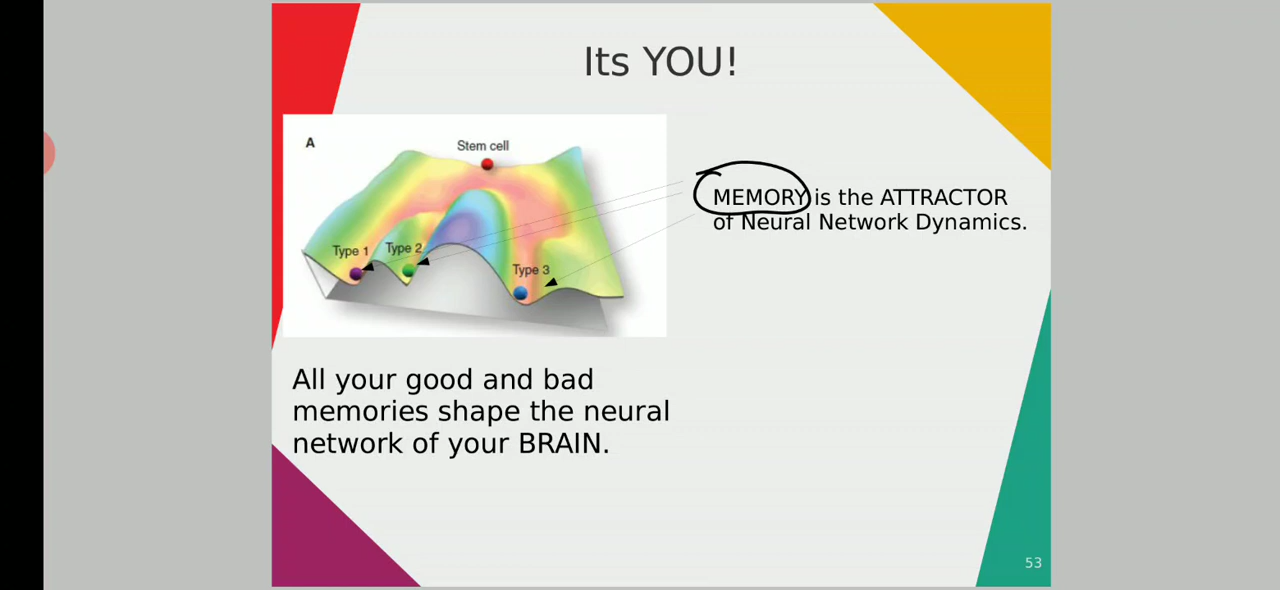 Its YOU!
A
Stem cell
Type 1
Type 2
Type 3
MEMORY is the ATTRACTOR
of Neural Network Dynamics.
All your good and bad
memories shape the neural
network of your BRAIN.
53